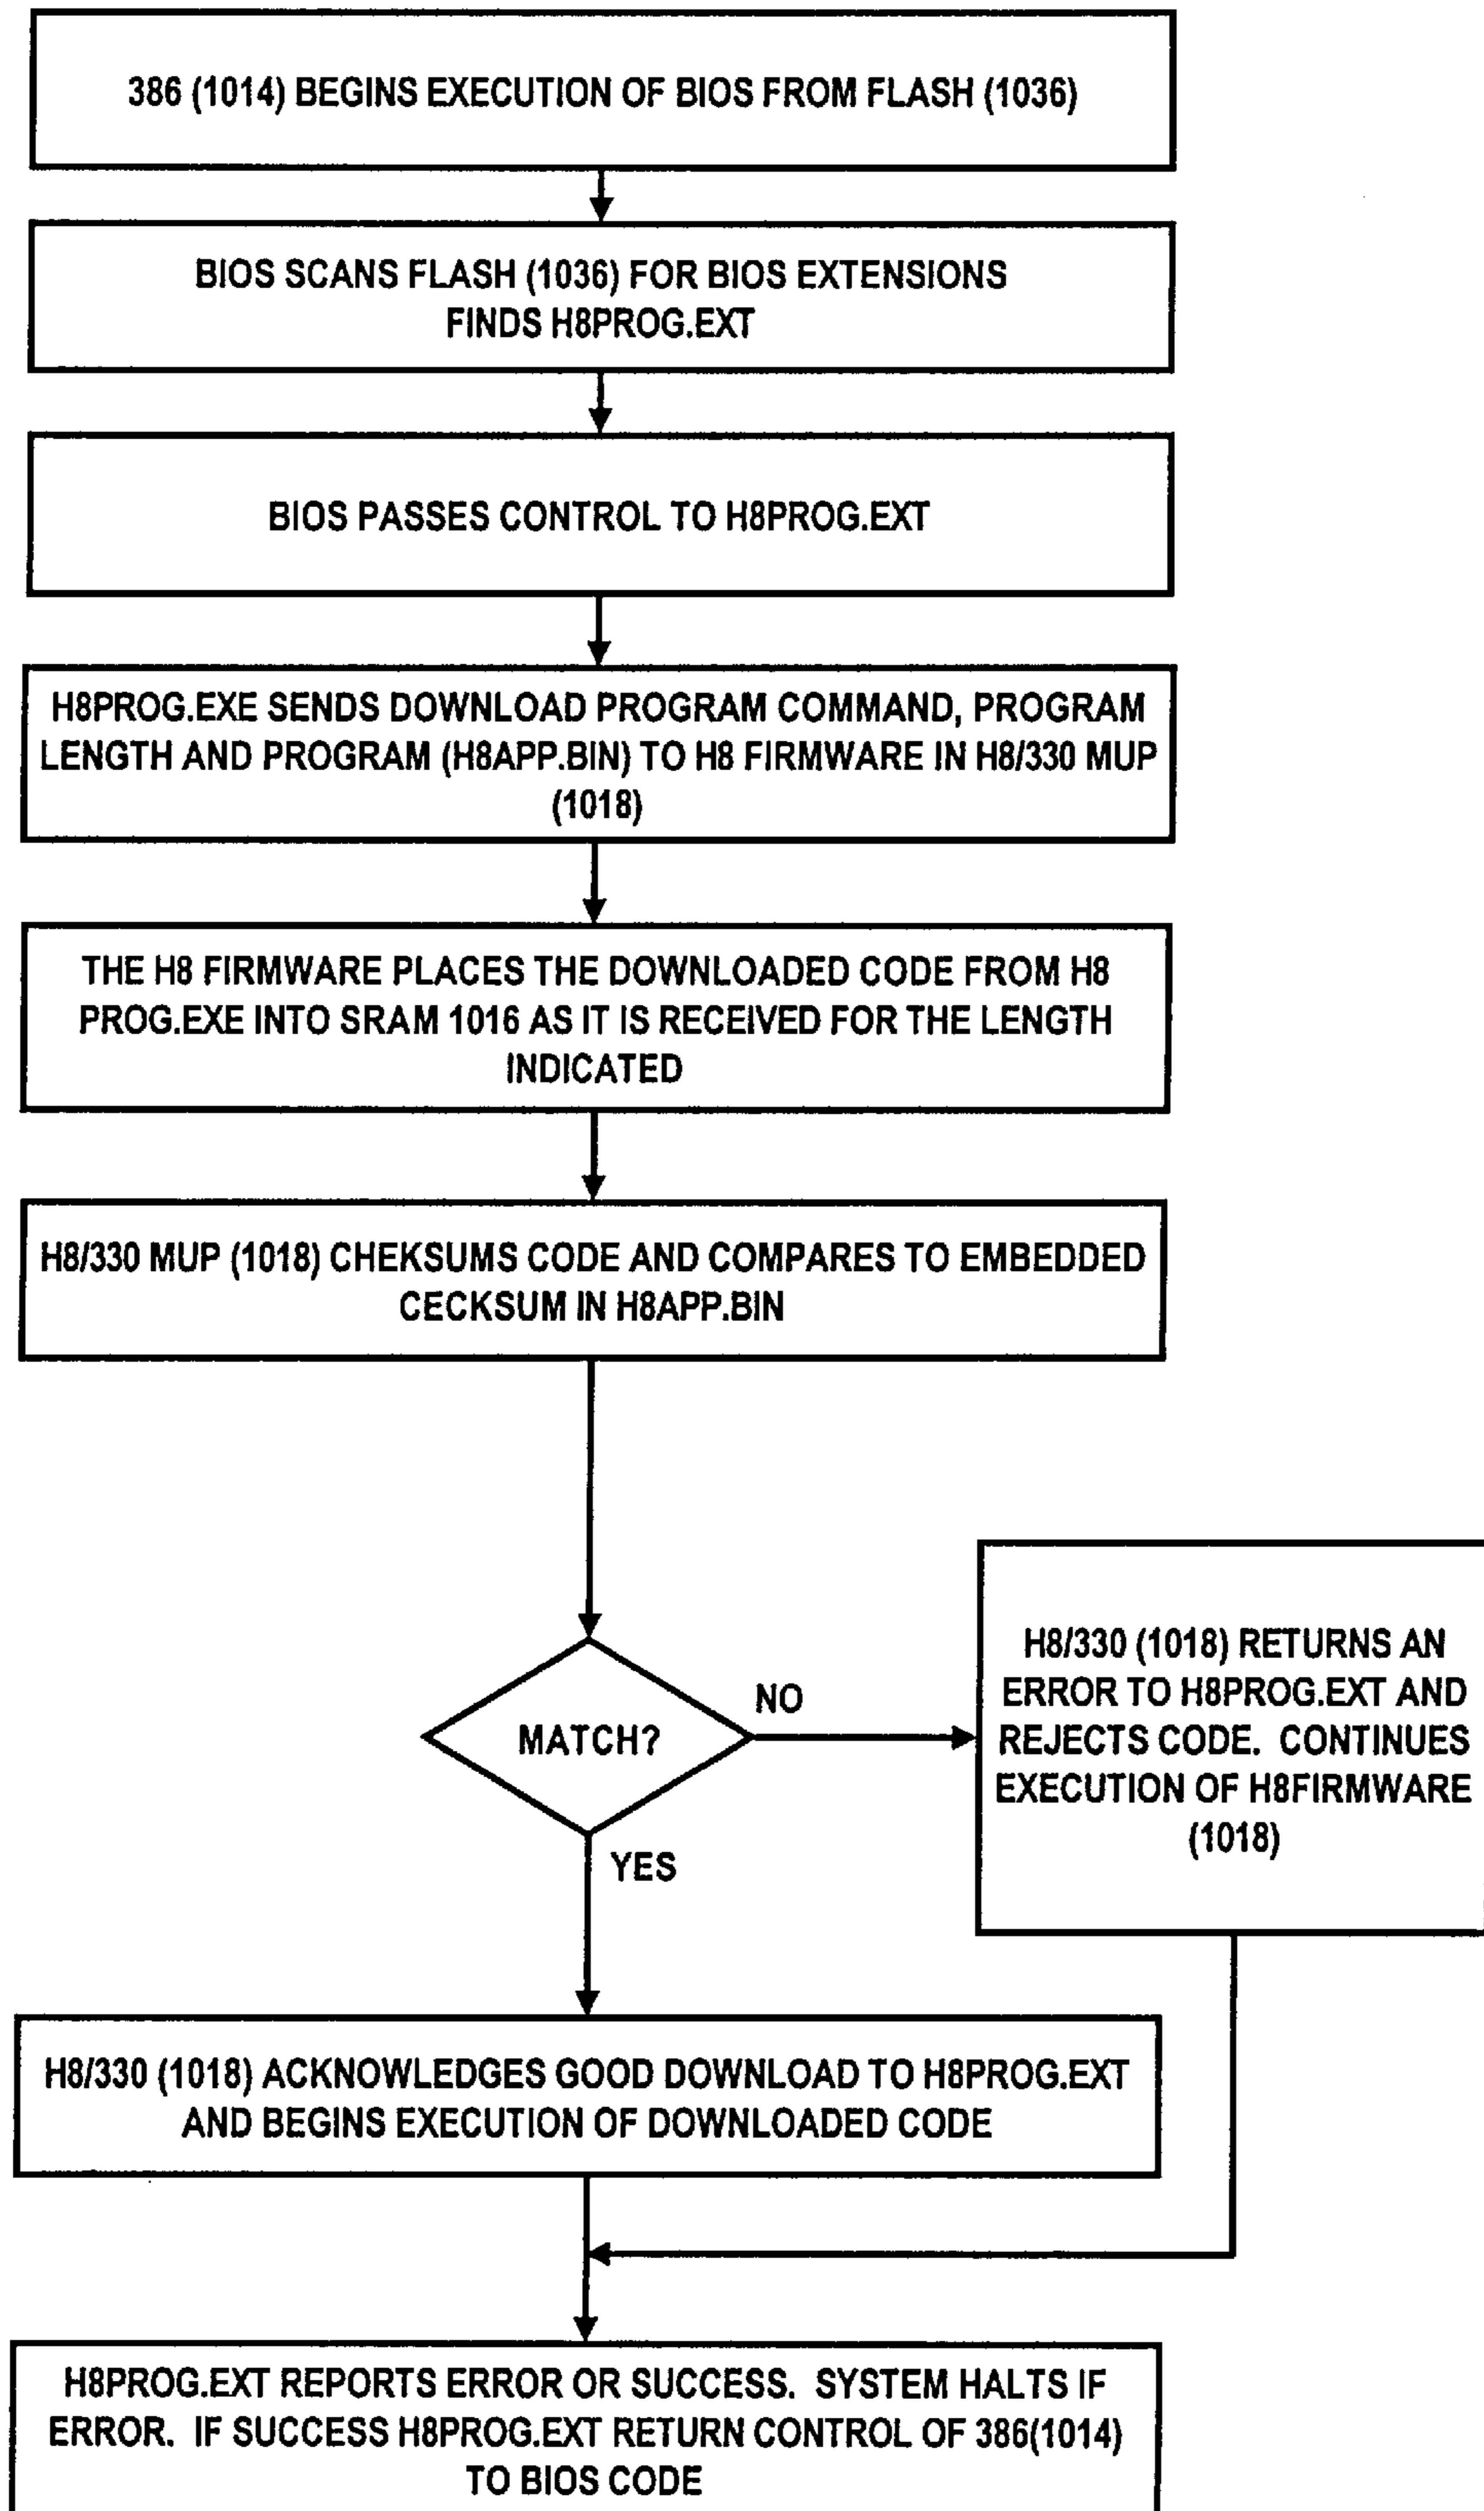 386 (1014) BEGINS EXECUTION OF BIOS FROM FLASH (1036)
BIOS SCANS FLASH (1036) FOR BIOS EXTENSIONS
FINDS H8PROG.EXT
BIOS PASSES CONTROL TO H8PROG.EXT
H8PROG.EXE SENDS DOWNLOAD PROGRAM COMMAND, PROGRAM
LENGTH AND PROGRAM (H8APP.BIN) TO H8 FIRMWARE IN H8/330 MUP
(1018)
THE H8 FIRMWARE PLACES THE DOWNLOADED CODE FROM H8
PROG.EXE INTO SRAM 1016 AS IT IS RECEIVED FOR THE LENGTH
INDICATED
H8/330 MUP (1018) CHEKSUMS CODE AND COMPARES TO EMBEDDED
CECKSUM IN H8APP.BIN
MATCH?
NO
H8/330 (1018) RETURNS AN
ERROR TO H8PROG.EXT AND
REJECTS CODE. CONTINUES
EXECUTION OF H8FIRMWARE
(1018)
YES
H8/330 (1018) ACKNOWLEDGES GOOD DOWNLOAD TO H8PROG.EXT
AND BEGINS EXECUTION OF DOWNLOADED CODE
H8PROG.EXT REPORTS ERROR OR SUCCESS. SYSTEM HALTS IF
ERROR. IF SUCCESS H8PROG.EXT RETURN CONTROL OF 386(1014)
TO BIOS CODE